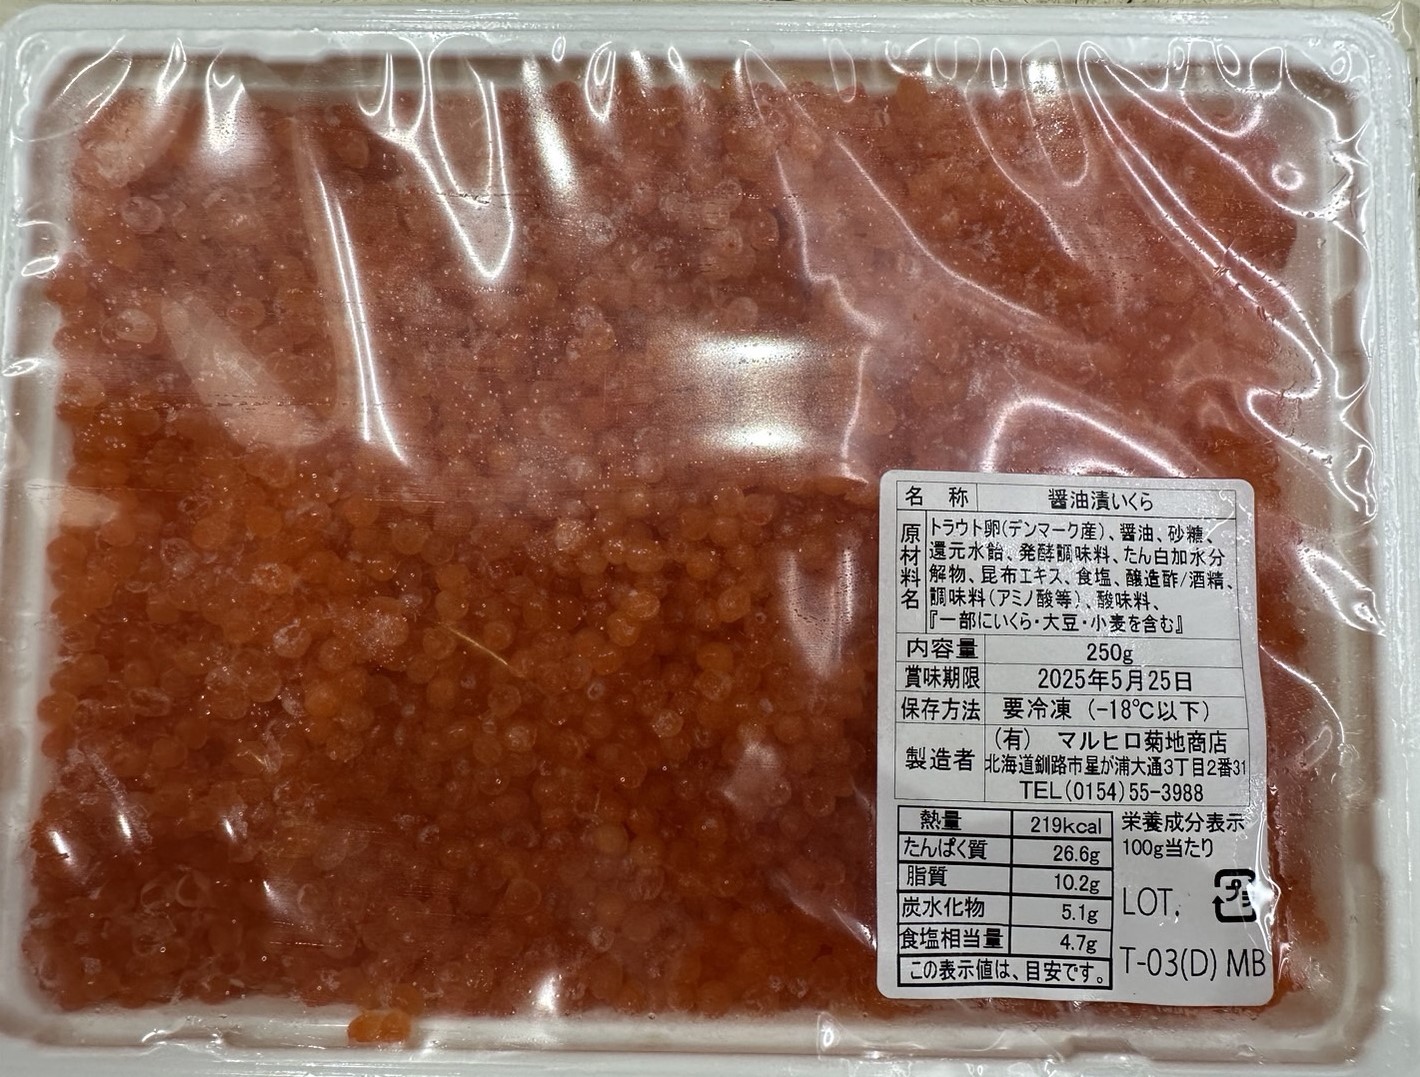 名 称 醤油漬いくら
原材料名 トラウト卵(デンマーク産)、醤油、砂糖、
還元水飴、発酵調味料、たん白加水分
解物、昆布エキス、食塩、醸造酢/酒精、
調味料(アミノ酸等)、酸味料、
『一部にいくら・大豆・小麦を含む』
内容量 250g
賞味期限 2025年5月25日
保存方法 要冷凍(-18℃以下)
製造者 (有) マルヒロ菊地商店
北海道釧路市星が浦大通3丁目2番31
TEL(0154)55-3988
栄養成分表示
100g当たり
熱量 219kcal
たんぱく質 26.6g
脂質 10.2g
炭水化物 5.1g
食塩相当量 4.7g
この表示値は、目安です。
プラ
LOT.
T-03(D) MB